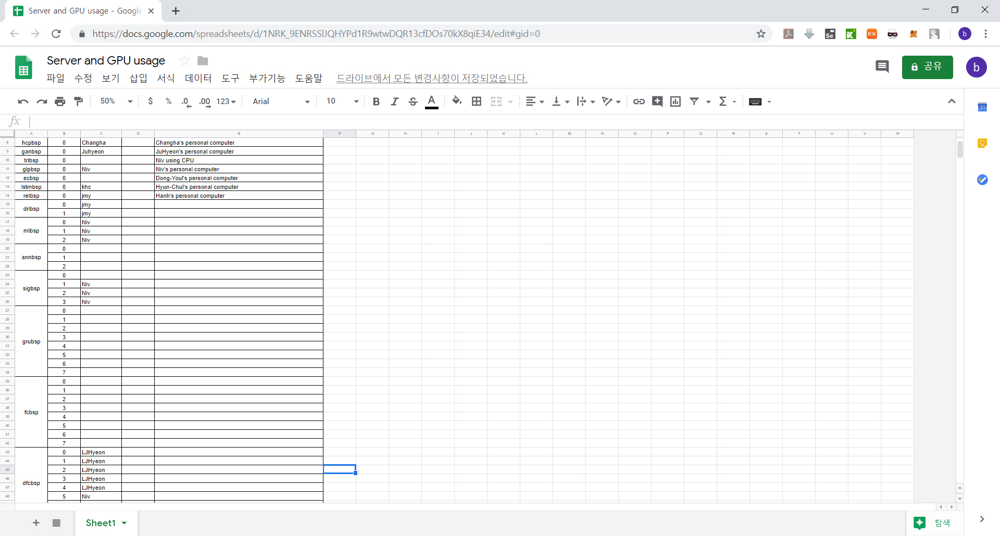 Server and GPU usage - Google
https://docs.google.com/spreadsheets/d/1NRK_9ENRSSlJQHYPd1R9wtwDQR13cfDOs70kX8qiE34/edit#gid=0
Se
EX
b
Server and GPU usage
공유
b
파일 수정 보기 삽입 서식 데이터 도구 부가기능 도움말 드라이브에서 모든 변경사항이 저장되었습니다.
50% $ % .0 .00 123 Arial 10 B I S A Σ
31
fx
A B C D E F G H I J K L M N O P Q R S T U V W
8 hcpbsp 0 Changha Changha's personal computer
9 ganbsp 0 Juhyeon JuHyeon's personal computer
10 trlbsp 0 Niv using CPU
11 glpbsp 0 Niv Niv's personal computer
12 ecbsp 0 Dong-Youl's personal computer
13 lstmbsp 0 khc Hyun-Chul's personal computer
14 relbsp 0 jmy Hanh's personal computer
15 drlbsp 0 jmy
16 1 jmy
17 0 Niv
18 mlbsp 1 Niv
19 2 Niv
20 0
21 annbsp 1
22 2
23 0
24 sigbsp 1 Niv
25 2 Niv
26 3 Niv
27 0
28 1
29 2
30 grubsp 3
31 4
32 5
33 6
34 7
35 0
36 1
37 2
38 fcbsp 3
39 4
40 5
41 6
42 7
43 0 LJHyeon
44 1 LJHyeon
45 2 LJHyeon
46 dfcbsp 3 LJHyeon
47 4 LJHyeon
48 5 Niv
Sheet1
탐색